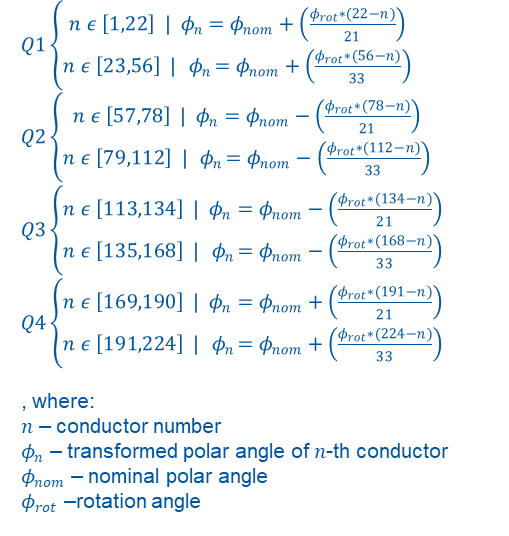 Q1
n ϵ [1,22] | ϕn = ϕnom + (ϕrot*(22−n)/21)
n ϵ [23,56] | ϕn = ϕnom + (ϕrot*(56−n)/33)
Q2
n ϵ [57,78] | ϕn = ϕnom − (ϕrot*(78−n)/21)
n ϵ [79,112] | ϕn = ϕnom − (ϕrot*(112−n)/33)
Q3
n ϵ [113,134] | ϕn = ϕnom − (ϕrot*(134−n)/21)
n ϵ [135,168] | ϕn = ϕnom − (ϕrot*(168−n)/33)
Q4
n ϵ [169,190] | ϕn = ϕnom + (ϕrot*(191−n)/21)
n ϵ [191,224] | ϕn = ϕnom + (ϕrot*(224−n)/33)
, where:
n – conductor number
ϕn – transformed polar angle of n-th conductor
ϕnom – nominal polar angle
ϕrot –rotation angle